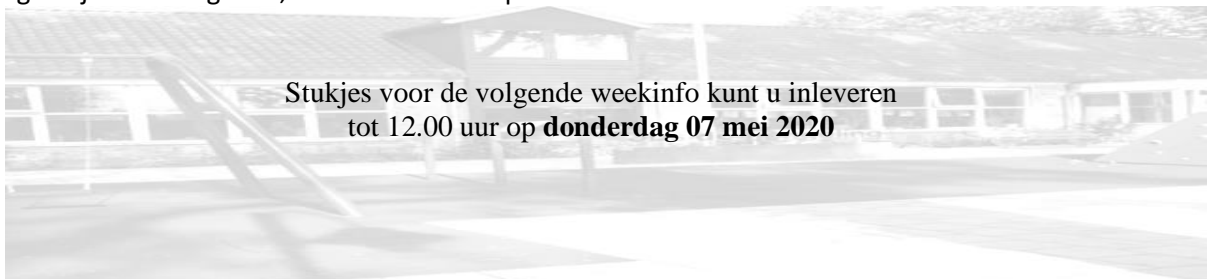 Stukjes voor de volgende weekinfo kunt u inleveren
tot 12.00 uur op donderdag 07 mei 2020